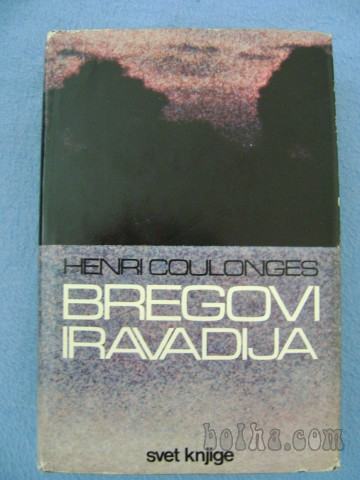 HENRI COULONGES
BREGOVI
IRAVADIJA
bolha.com
svet knjige